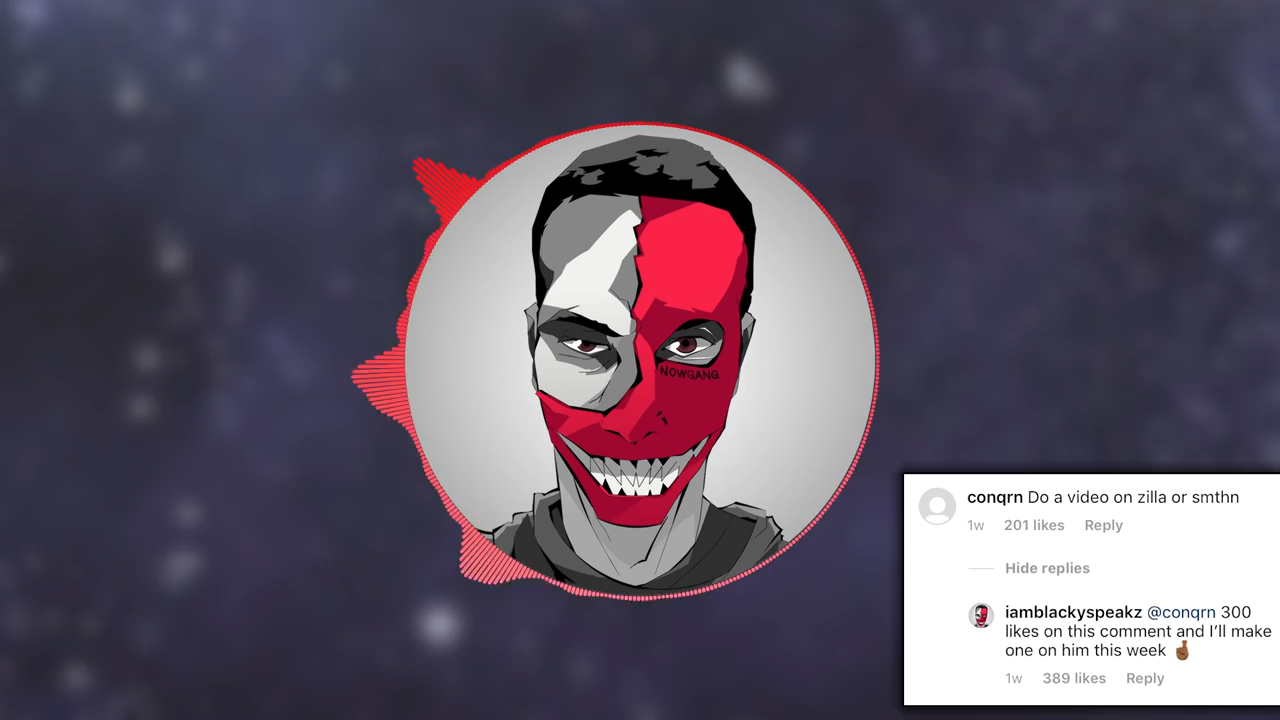 NOWGANG
conqrn Do a video on zilla or smthn
1w 201 likes Reply
Hide replies
iamblackyspeakz @conqrn 300
likes on this comment and I’ll make
one on him this week 🤞🏾
1w 389 likes Reply